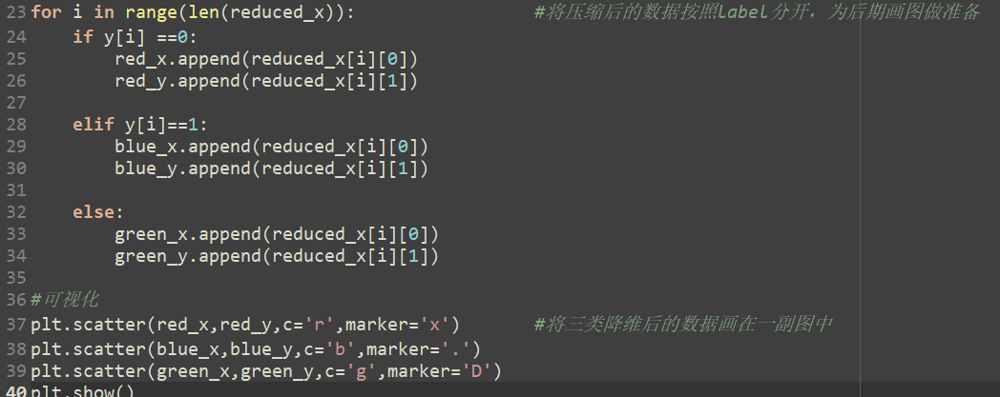 23 for i in range(len(reduced_x)): #将压缩后的数据按照Label分开，为后期画图做准备
24 if y[i] ==0:
25 red_x.append(reduced_x[i][0])
26 red_y.append(reduced_x[i][1])
27
28 elif y[i]==1:
29 blue_x.append(reduced_x[i][0])
30 blue_y.append(reduced_x[i][1])
31
32 else:
33 green_x.append(reduced_x[i][0])
34 green_y.append(reduced_x[i][1])
35
36 #可视化
37 plt.scatter(red_x,red_y,c='r',marker='x') #将三类降维后的数据画在一副图中
38 plt.scatter(blue_x,blue_y,c='b',marker='.')
39 plt.scatter(green_x,green_y,c='g',marker='D')
40 plt.show()